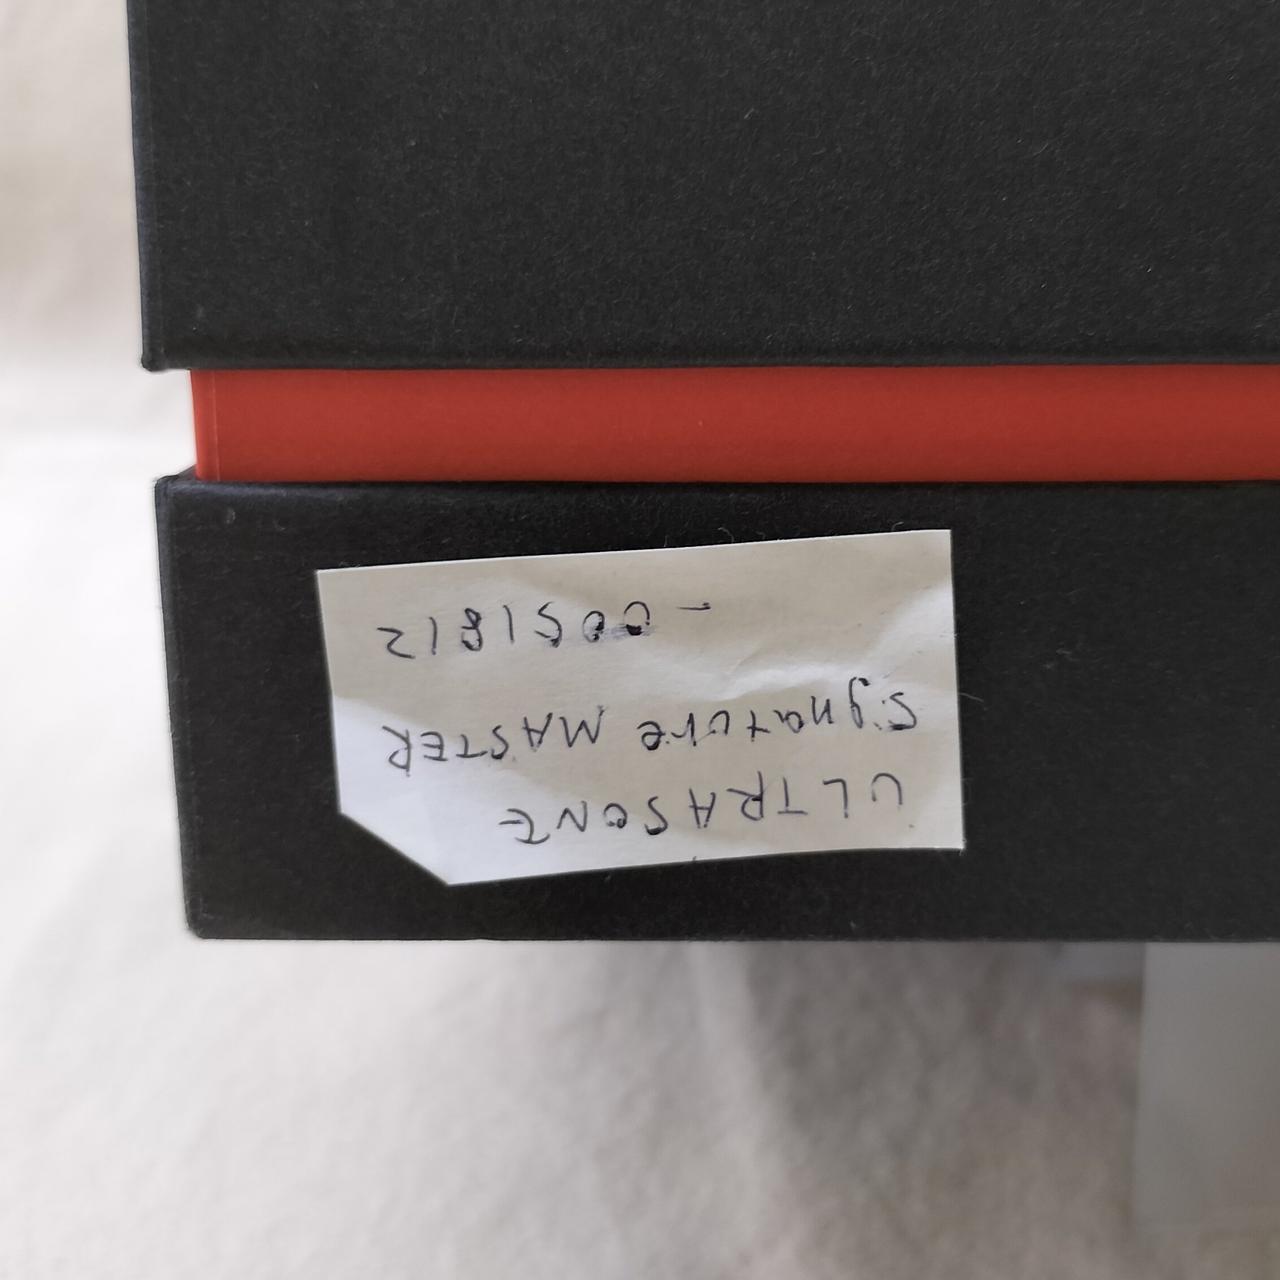 ULTRASONE
Signature MASTER
- 0051812